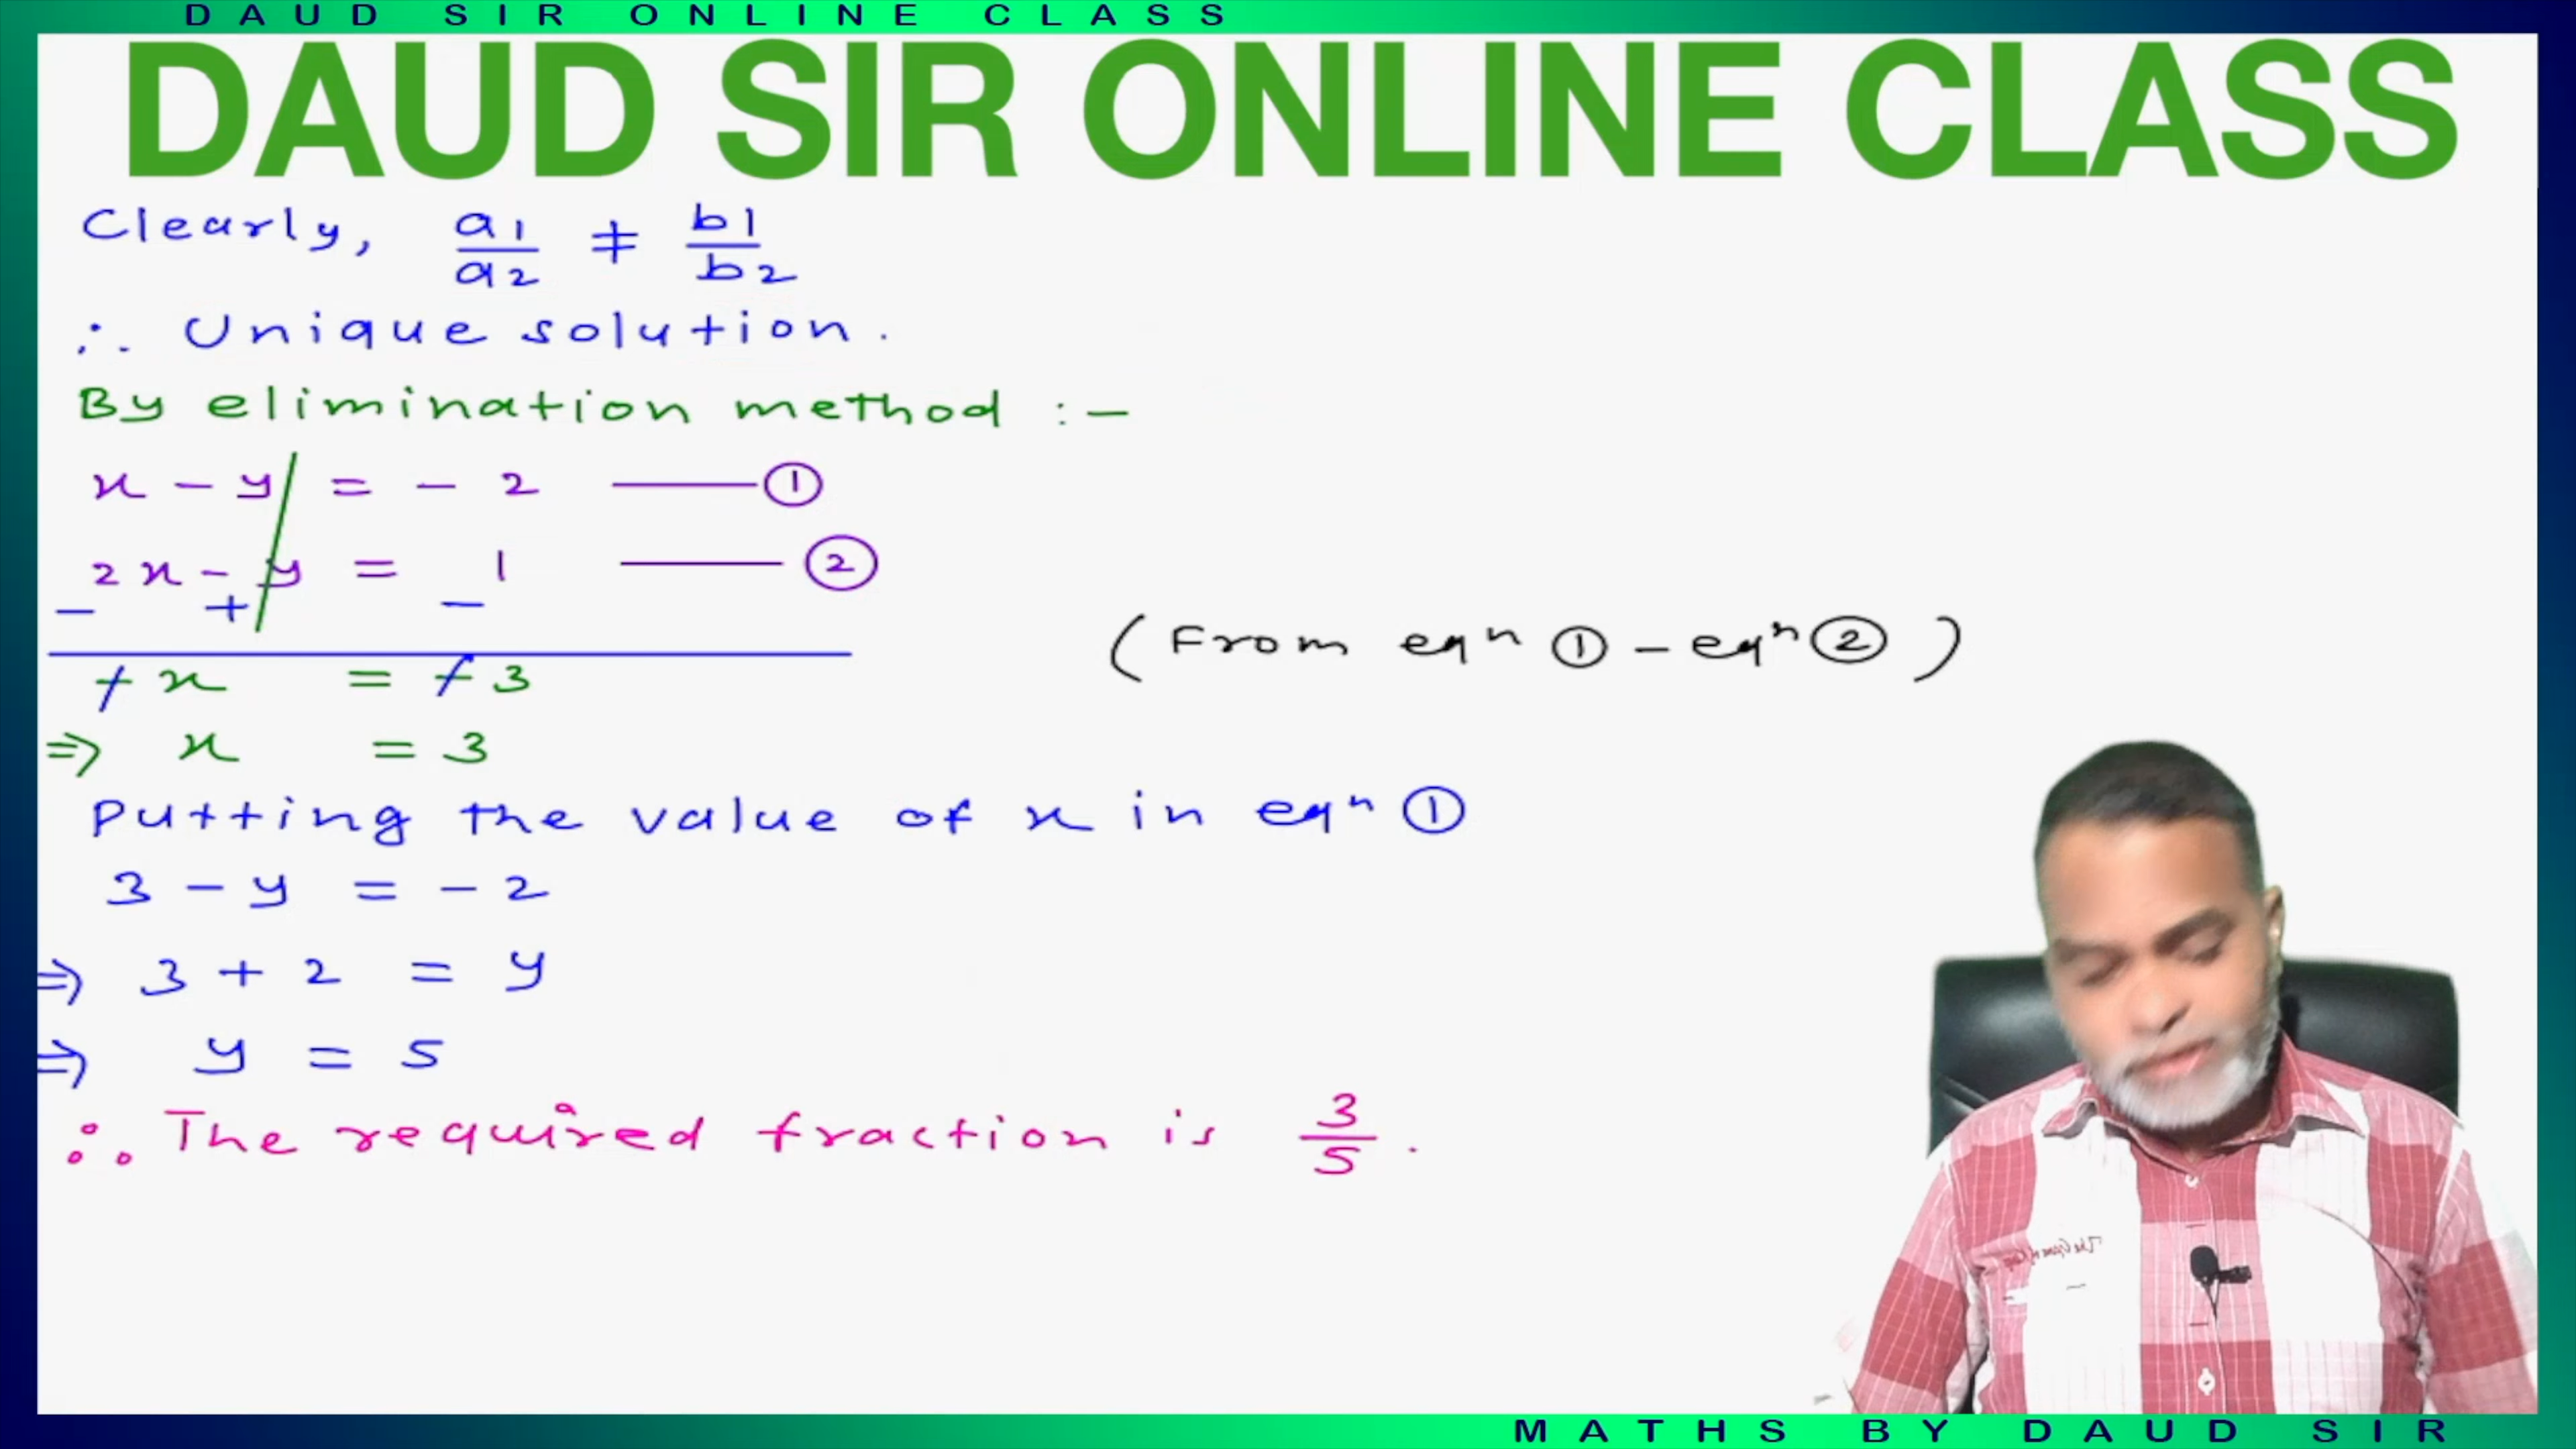 DAUD SIR ONLINE CLASS
DAUD SIR ONLINE CLASS
Clearly, a1/a2 ≠ b1/b2
∴ Unique solution.
By elimination method :-
x - y = - 2 —— ①
2x - y = 1 —— ②
- + -
(From eqn ① - eqn ②)
- x = - 3
⇒ x = 3
Putting the value of x in eqn ①
3 - y = - 2
⇒ 3 + 2 = y
⇒ y = 5
∴ The required fraction is 3/5.
MATHS BY DAUD SIR